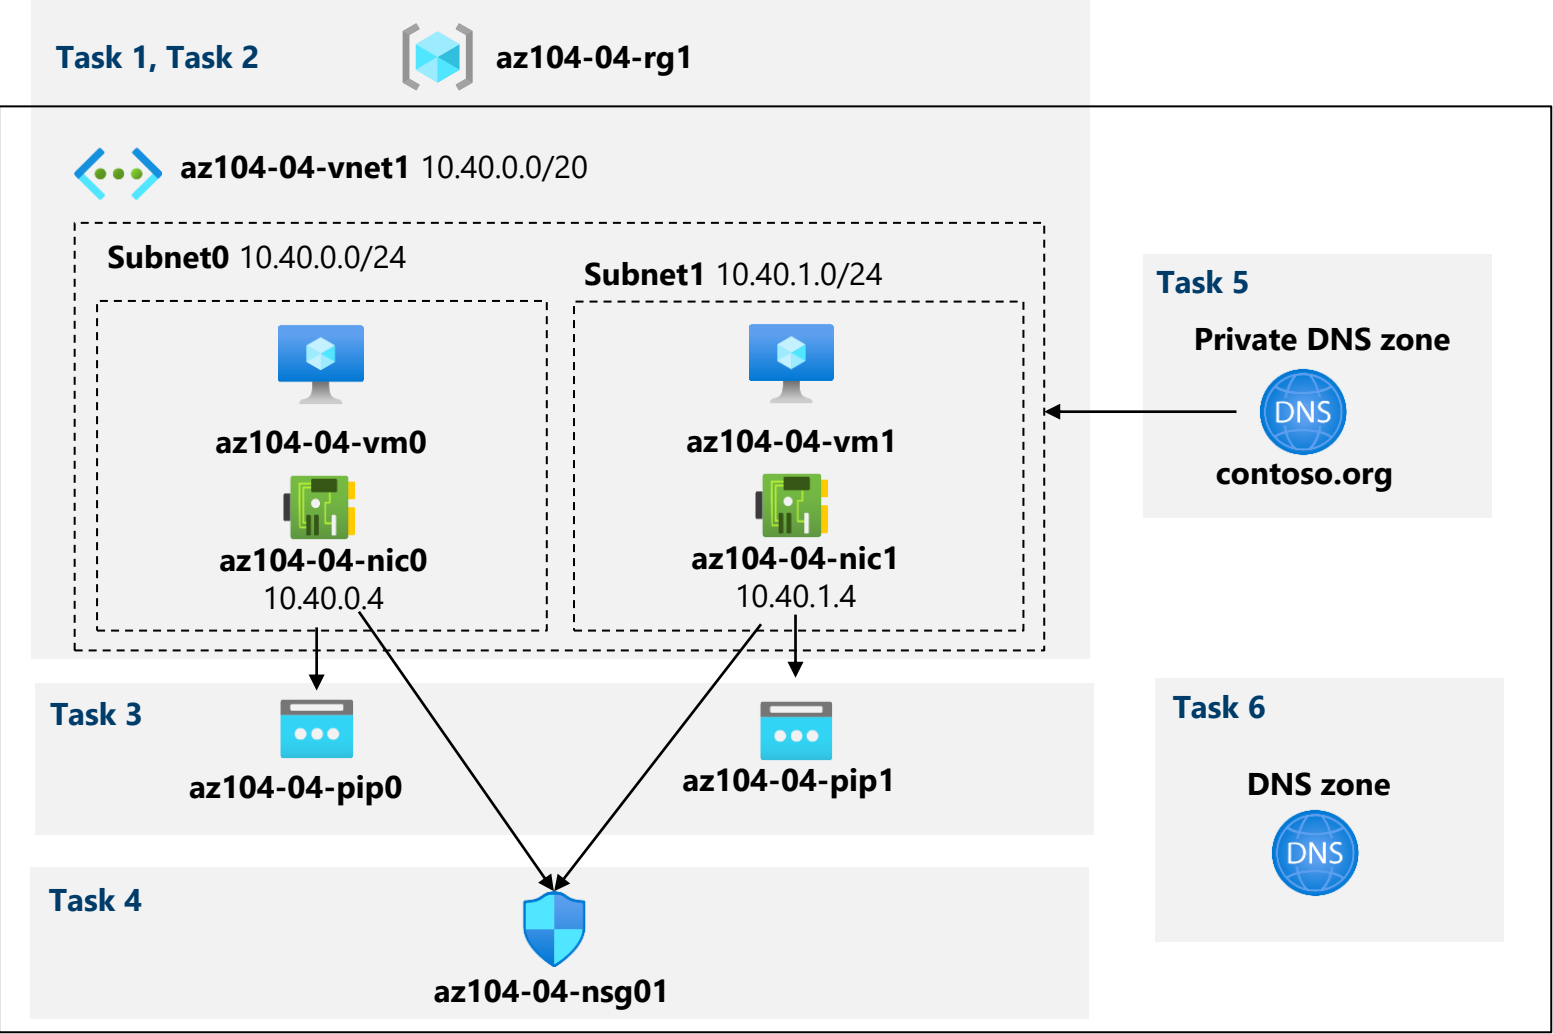 Task 1, Task 2
az104-04-rg1
az104-04-vnet1 10.40.0.0/20
Subnet0 10.40.0.0/24
Subnet1 10.40.1.0/24
az104-04-vm0
az104-04-vm1
az104-04-nic0
10.40.0.4
az104-04-nic1
10.40.1.4
Task 5
Private DNS zone
DNS
contoso.org
Task 3
az104-04-pip0
az104-04-pip1
Task 6
DNS zone
DNS
Task 4
az104-04-nsg01